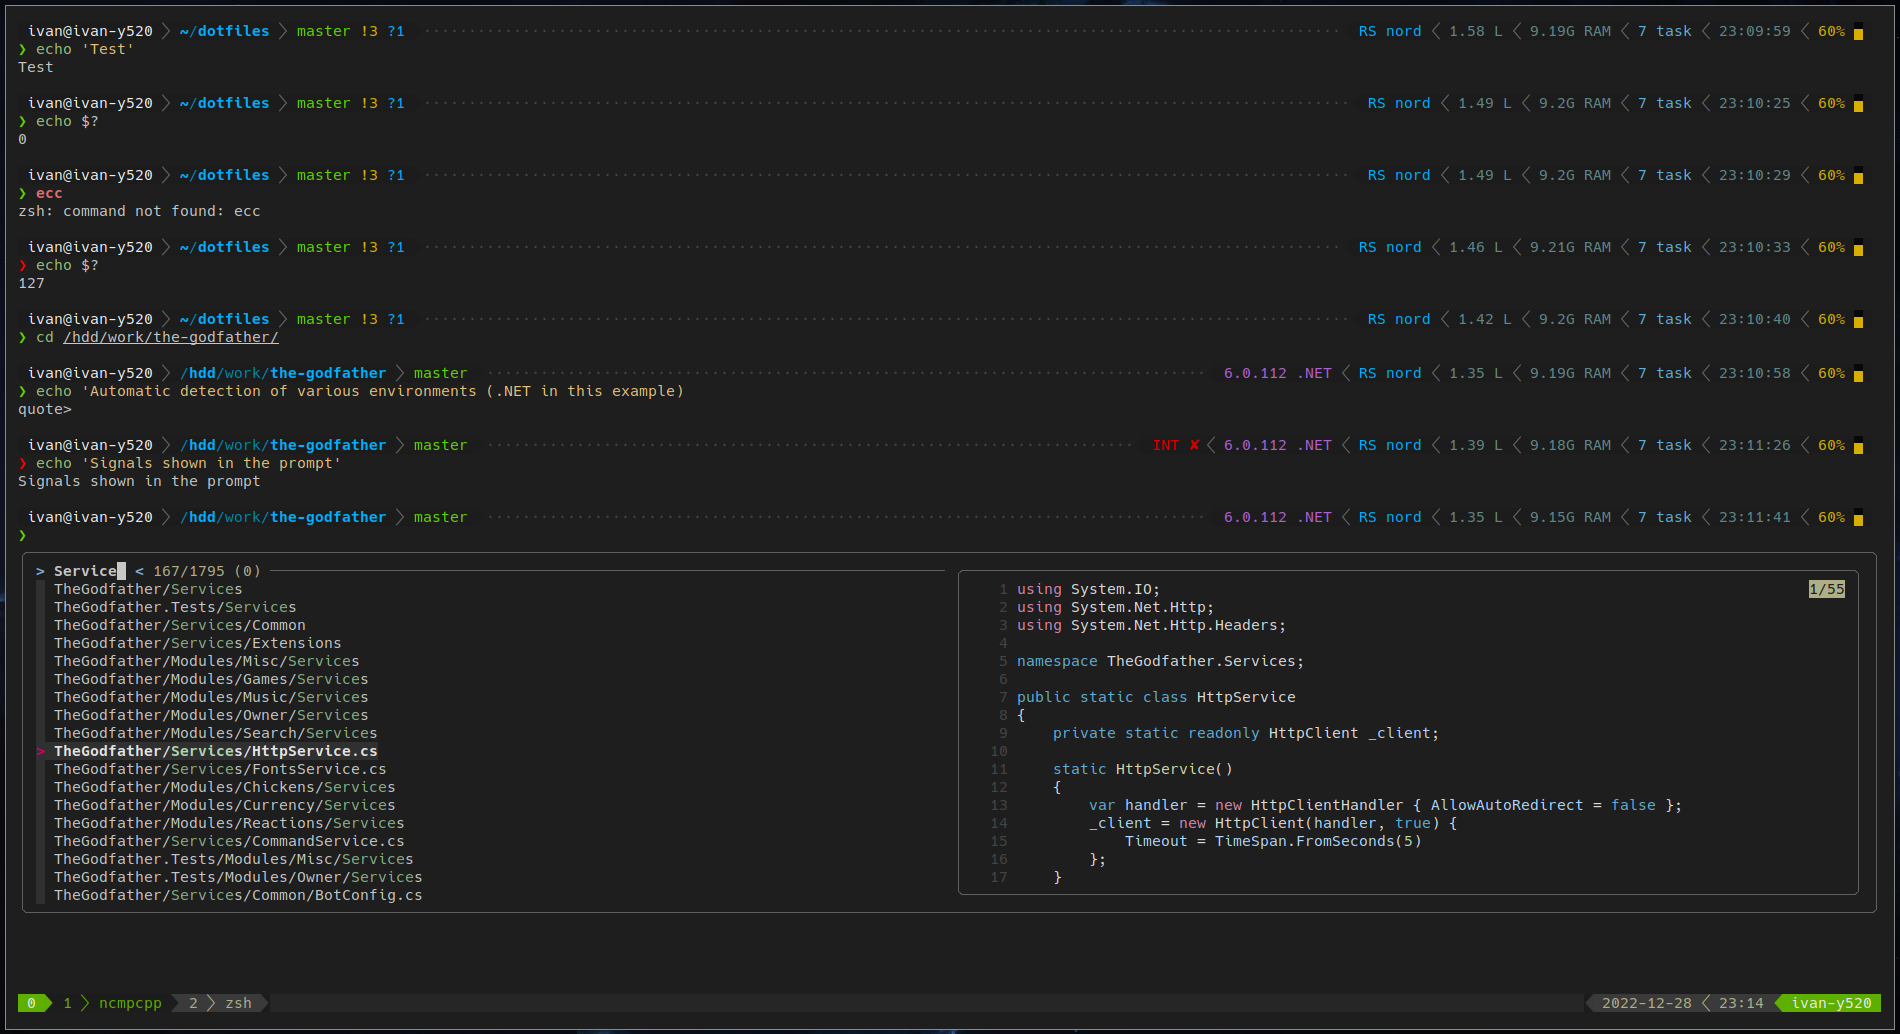 ivan@ivan-y520 ~/dotfiles master !3 ?1 RS nord 1.58 L 9.19G RAM 7 task 23:09:59 60%
❯ echo 'Test'
Test
ivan@ivan-y520 ~/dotfiles master !3 ?1 RS nord 1.49 L 9.2G RAM 7 task 23:10:25 60%
❯ echo $?
0
ivan@ivan-y520 ~/dotfiles master !3 ?1 RS nord 1.49 L 9.2G RAM 7 task 23:10:29 60%
❯ ecc
zsh: command not found: ecc
ivan@ivan-y520 ~/dotfiles master !3 ?1 RS nord 1.46 L 9.21G RAM 7 task 23:10:33 60%
❯ echo $?
127
ivan@ivan-y520 ~/dotfiles master !3 ?1 RS nord 1.42 L 9.2G RAM 7 task 23:10:40 60%
❯ cd /hdd/work/the-godfather/
ivan@ivan-y520 /hdd/work/the-godfather master 6.0.112 .NET RS nord 1.35 L 9.19G RAM 7 task 23:10:58 60%
❯ echo 'Automatic detection of various environments (.NET in this example)
quote>
ivan@ivan-y520 /hdd/work/the-godfather master INT ✘ 6.0.112 .NET RS nord 1.39 L 9.18G RAM 7 task 23:11:26 60%
❯ echo 'Signals shown in the prompt'
Signals shown in the prompt
ivan@ivan-y520 /hdd/work/the-godfather master 6.0.112 .NET RS nord 1.35 L 9.15G RAM 7 task 23:11:41 60%
❯
> Service < 167/1795 (0)
TheGodfather/Services
TheGodfather.Tests/Services
TheGodfather/Services/Common
TheGodfather/Services/Extensions
TheGodfather/Modules/Misc/Services
TheGodfather/Modules/Games/Services
TheGodfather/Modules/Music/Services
TheGodfather/Modules/Owner/Services
TheGodfather/Modules/Search/Services
> TheGodfather/Services/HttpService.cs
TheGodfather/Services/FontsService.cs
TheGodfather/Modules/Chickens/Services
TheGodfather/Modules/Currency/Services
TheGodfather/Modules/Reactions/Services
TheGodfather/Services/CommandService.cs
TheGodfather.Tests/Modules/Misc/Services
TheGodfather.Tests/Modules/Owner/Services
TheGodfather/Services/Common/BotConfig.cs
1 using System.IO; 1/55
2 using System.Net.Http;
3 using System.Net.Http.Headers;
4
5 namespace TheGodfather.Services;
6
7 public static class HttpService
8 {
9 private static readonly HttpClient _client;
10
11 static HttpService()
12 {
13 var handler = new HttpClientHandler { AllowAutoRedirect = false };
14 _client = new HttpClient(handler, true) {
15 Timeout = TimeSpan.FromSeconds(5)
16 };
17 }
0 1 ncmpcpp 2 zsh 2022-12-28 23:14 ivan-y520